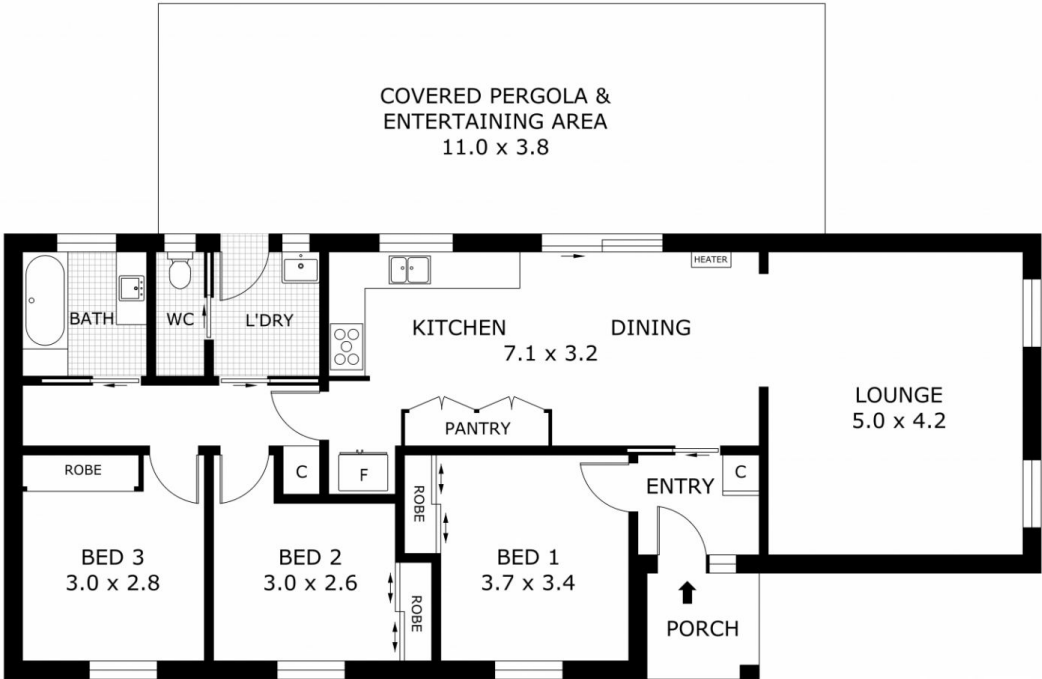 COVERED PERGOLA &
ENTERTAINING AREA
11.0 x 3.8
HEATER
BATH
WC
L'DRY
KITCHEN
DINING
7.1 x 3.2
LOUNGE
5.0 x 4.2
PANTRY
ROBE
C
F
ROBE
ENTRY
C
BED 3
3.0 x 2.8
BED 2
3.0 x 2.6
ROBE
BED 1
3.7 x 3.4
PORCH